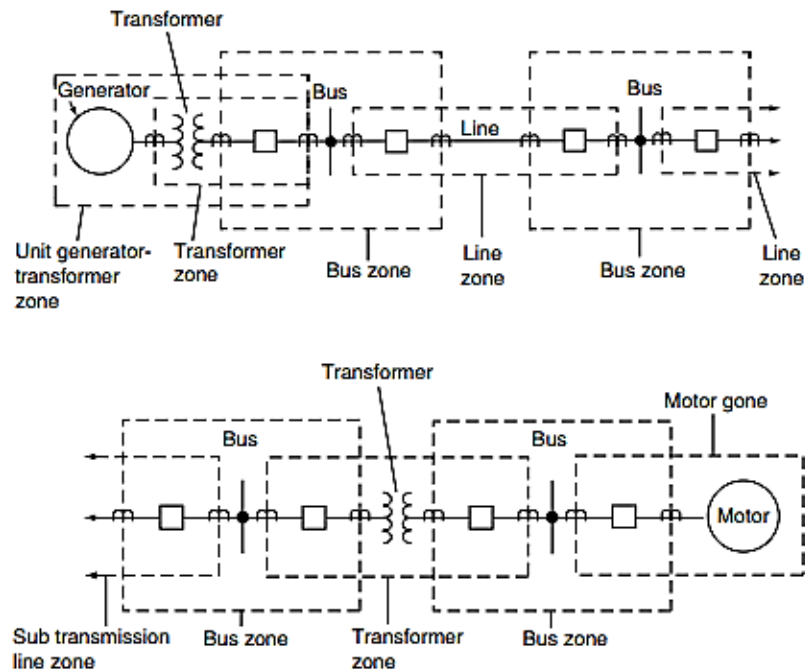 Transformer
Generator
Bus
Bus
Line
Unit generator-
transformer
zone
Transformer
zone
Bus zone
Line
zone
Bus zone
Line
zone
Transformer
Motor gone
Bus
Bus
Motor
Sub transmission
line zone
Bus zone
Transformer
zone
Bus zone